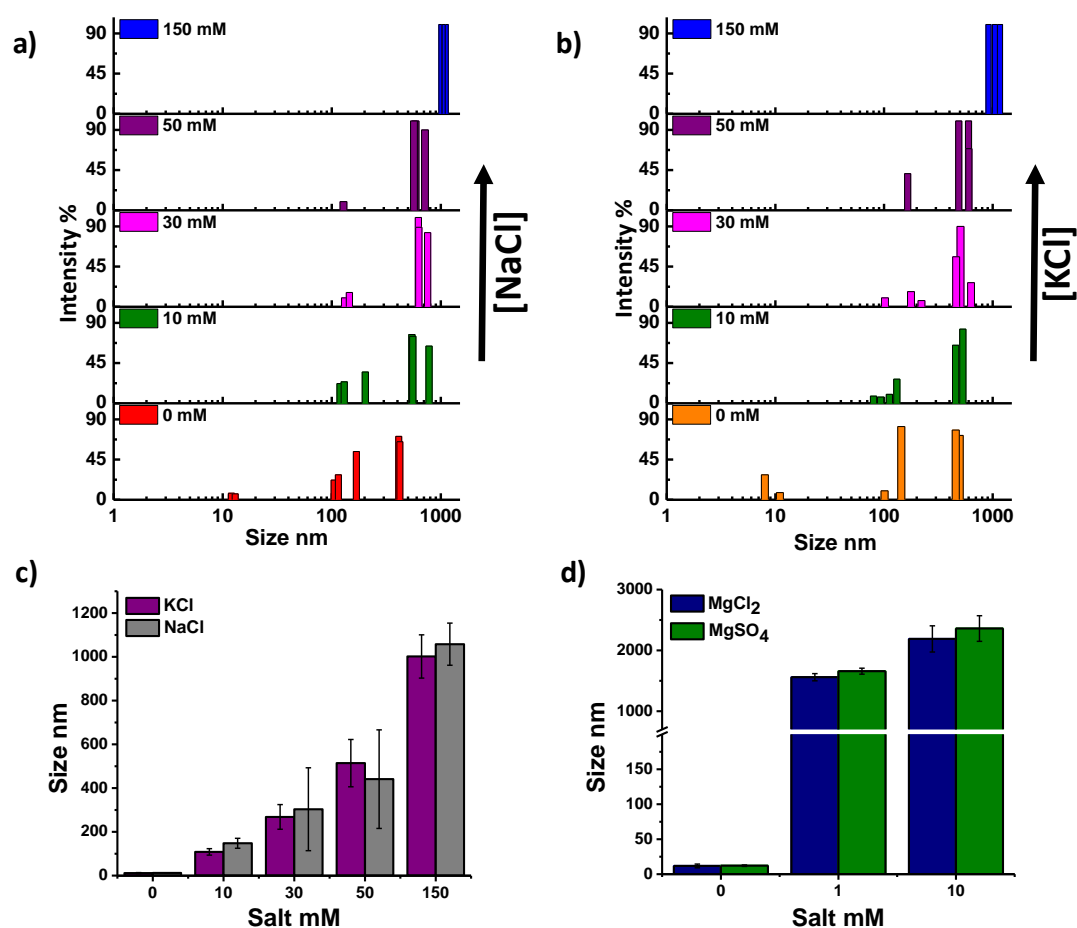 a)
Intensity %
90
45
0
150 mM
90
45
0
50 mM
90
45
0
30 mM
90
45
0
10 mM
90
45
0
0 mM
1 10 100 1000
Size nm
[NaCl]
b)
Intensity %
90
45
0
150 mM
90
45
0
50 mM
90
45
0
30 mM
90
45
0
10 mM
90
45
0
0 mM
1 10 100 1000
Size nm
[KCl]
c)
Size nm
1200
1000
800
600
400
200
0
KCl
NaCl
0 10 30 50 150
Salt mM
d)
Size nm
3000
2000
1000
150
100
50
25
0
MgCl2
MgSO4
0 1 10
Salt mM